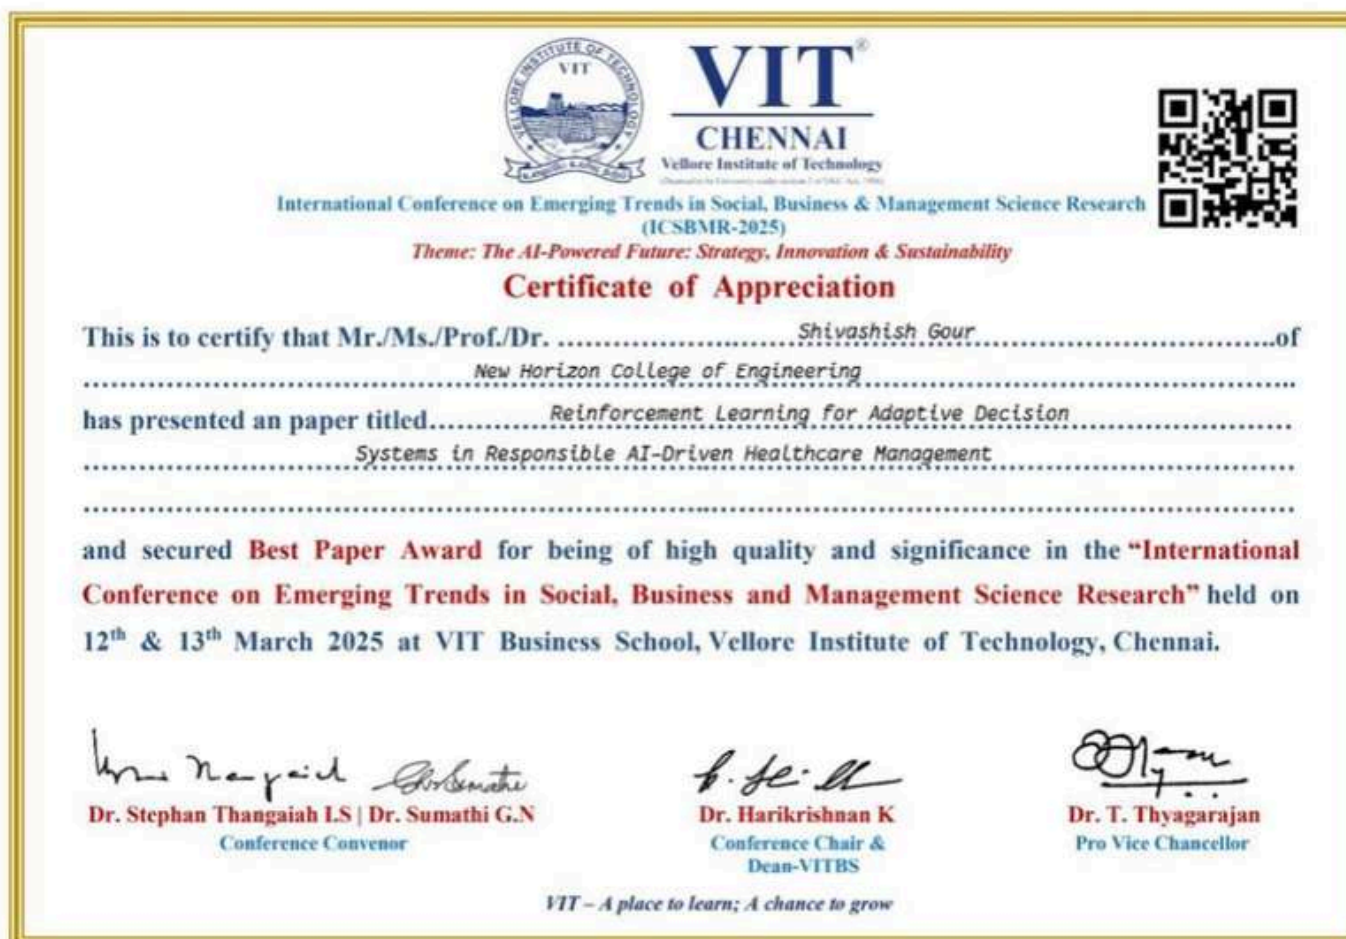 VELLORE INSTITUTE OF TECHNOLOGY
VIT
VIT®
CHENNAI
Vellore Institute of Technology
International Conference on Emerging Trends in Social, Business & Management Science Research
(ICSBMR-2025)
Theme: The AI-Powered Future: Strategy, Innovation & Sustainability
Certificate of Appreciation
This is to certify that Mr./Ms./Prof./Dr. Shivashish Gour of
New Horizon College of Engineering
has presented an paper titled Reinforcement Learning for Adaptive Decision
Systems in Responsible AI-Driven Healthcare Management
and secured Best Paper Award for being of high quality and significance in the “International
Conference on Emerging Trends in Social, Business and Management Science Research” held on
12th & 13th March 2025 at VIT Business School, Vellore Institute of Technology, Chennai.
Dr. Stephan Thangaiah I.S | Dr. Sumathi G.N
Conference Convenor
Dr. Harikrishnan K
Conference Chair &
Dean-VITBS
Dr. T. Thyagarajan
Pro Vice Chancellor
VIT – A place to learn; A chance to grow